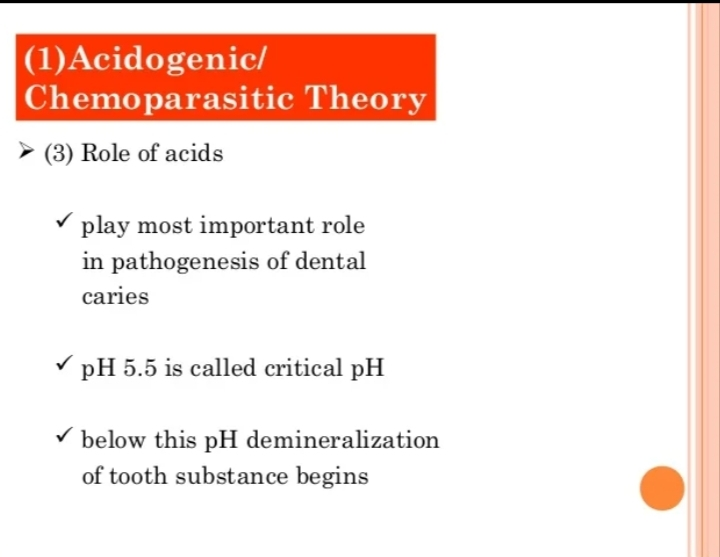 (1)Acidogenic/
Chemoparasitic Theory
(3) Role of acids
play most important role
in pathogenesis of dental
caries
pH 5.5 is called critical pH
below this pH demineralization
of tooth substance begins